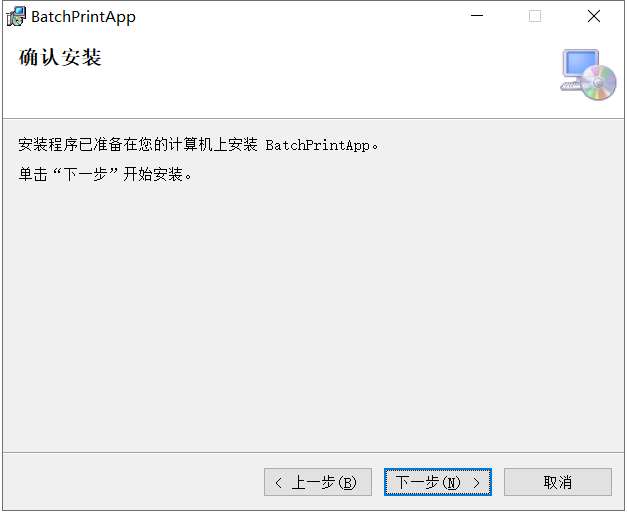 BatchPrintApp
确认安装
安装程序已准备在您的计算机上安装 BatchPrintApp。
单击“下一步”开始安装。
< 上一步(B)
下一步(N) >
取消